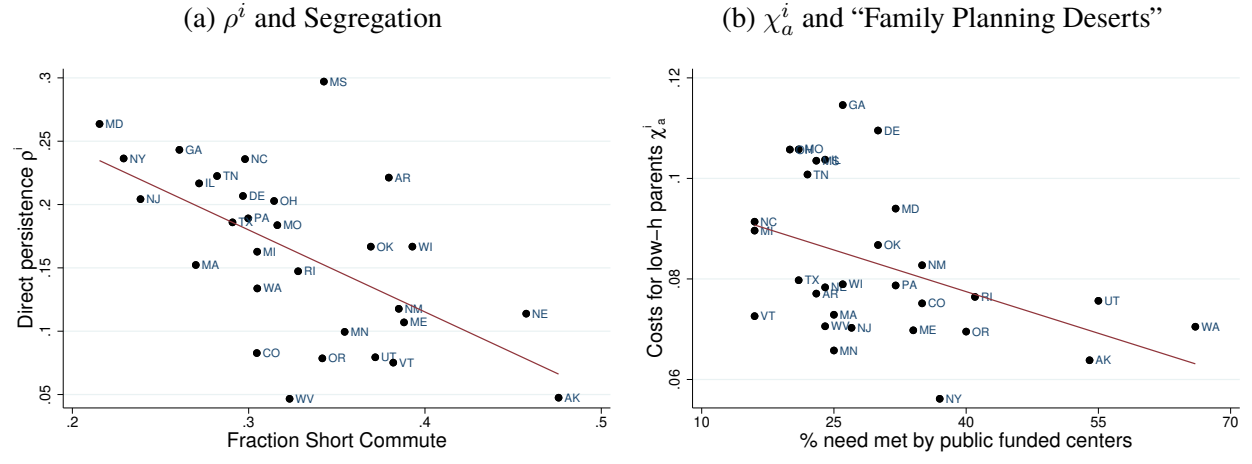 (a) ρ^i and Segregation
.3
.25
.2
.15
.1
.05
Direct persistence ρ^i
MS
MD
GA
NY
NC
TN
AR
IL
DE
NJ
OH
PA
TX
MO
OK
WI
MI
MA
RI
WA
NM
NE
ME
MN
CO
OR
UT
VT
WV
AK
.2
.3
.4
.5
Fraction Short Commute
(b) χ_a^i and “Family Planning Deserts”
.12
.1
.08
.06
Costs for low−h parents χ_a^i
GA
DE
MO
IL
TN
MD
NC
MI
OK
NM
TX
WI
NE
PA
AR
RI
UT
CO
VT
MA
WV
NJ
ME
OR
WA
MN
AK
NY
10
25
40
55
70
% need met by public funded centers